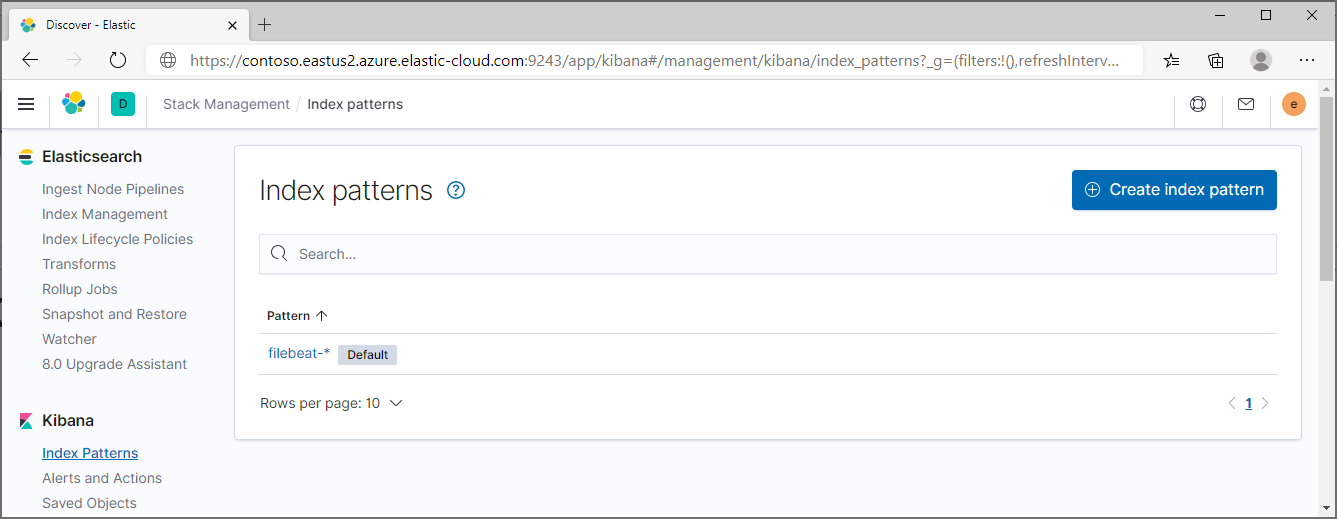 Discover - Elastic
https://contoso.eastus2.azure.elastic-cloud.com:9243/app/kibana#/management/kibana/index_patterns?_g=(filters:!(),refreshInterv...
D
Stack Management / Index patterns
e
Elasticsearch
Ingest Node Pipelines
Index Management
Index Lifecycle Policies
Transforms
Rollup Jobs
Snapshot and Restore
Watcher
8.0 Upgrade Assistant
Kibana
Index Patterns
Alerts and Actions
Saved Objects
Index patterns
Create index pattern
Search...
Pattern
filebeat-* Default
Rows per page: 10
1